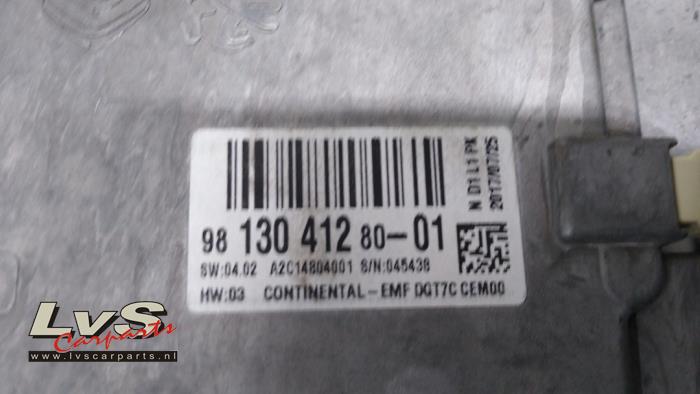 98 130 412 80-01
SW:04.02 A2C14804001 S/N:045438
HW:03 CONTINENTAL-EMF DGT7C CEM00
N D1 L1 PK
2017/07/25
LvS
Carparts
www.lvscarparts.nl